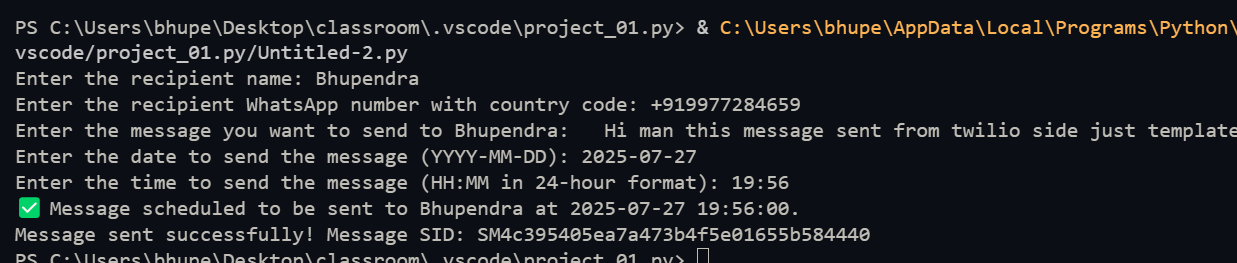 PS C:\Users\bhupe\Desktop\classroom\.vscode\project_01.py> & C:\Users\bhupe\AppData\Local\Programs\Python\
vscode/project_01.py/Untitled-2.py
Enter the recipient name: Bhupendra
Enter the recipient WhatsApp number with country code: +919977284659
Enter the message you want to send to Bhupendra:   Hi man this message sent from twilio side just template
Enter the date to send the message (YYYY-MM-DD): 2025-07-27
Enter the time to send the message (HH:MM in 24-hour format): 19:56
✅ Message scheduled to be sent to Bhupendra at 2025-07-27 19:56:00.
Message sent successfully! Message SID: SM4c395405ea7a473b4f5e01655b584440
PS C:\Users\bhupe\Desktop\classroom\.vscode\project_01.py>